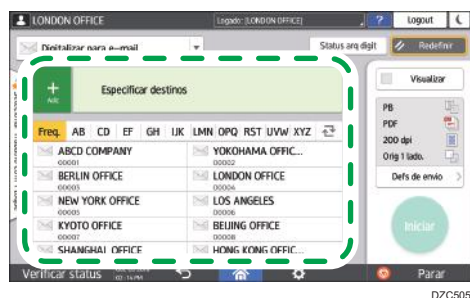 LONDON OFFICE
Logado: [LONDON OFFICE]
? logout
Digitalizar para e-mail
Status arq digit
Redefinir
Adic
Especificar destinos
Visualizar
Freq. AB CD EF GH IJK LMN OPQ RST UVW XYZ
ABCD COMPANY
00001
YOKOHAMA OFFIC...
00002
BERLIN OFFICE
00003
LONDON OFFICE
00004
NEW YORK OFFICE
00005
LOS ANGELES
00006
KYOTO OFFICE
00007
BEIJING OFFICE
00008
SHANGHAI OFFICE
HONG KONG OFFIC...
PB
PDF
200 dpi
Orig 1 lado.
Defs de envio
Iniciar
Verificar status
Parar
DZC505